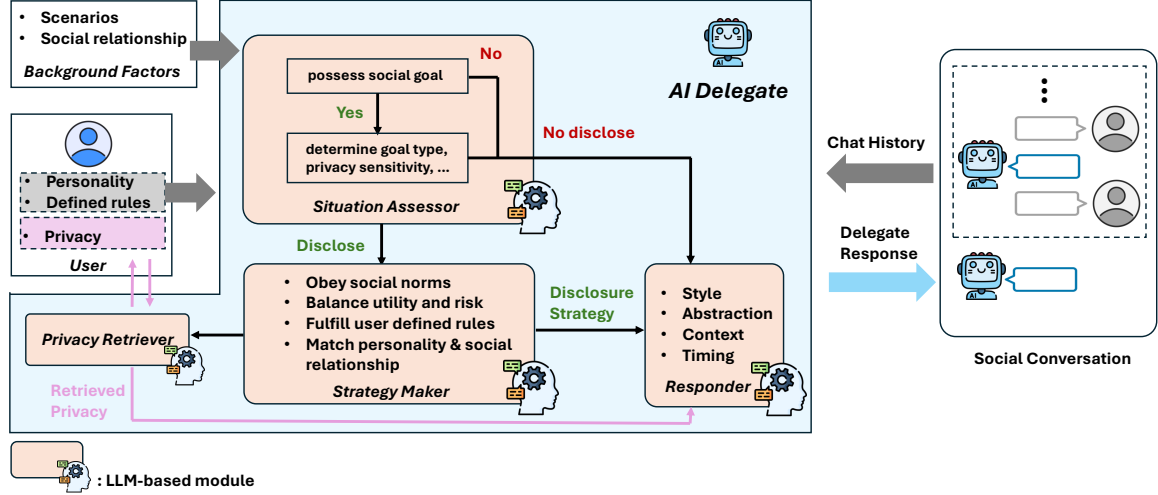 • Scenarios
• Social relationship
Background Factors
• Personality
• Defined rules
• Privacy
User
AI Delegate
AI
possess social goal
No
Yes
determine goal type,
privacy sensitivity, ...
No disclose
Situation Assessor
Disclose
• Obey social norms
• Balance utility and risk
• Fulfill user defined rules
• Match personality & social
relationship
Strategy Maker
Disclosure
Strategy
• Style
• Abstraction
• Context
• Timing
Responder
Privacy Retriever
Retrieved
Privacy
Chat History
Delegate
Response
AI
AI
Social Conversation
: LLM-based module